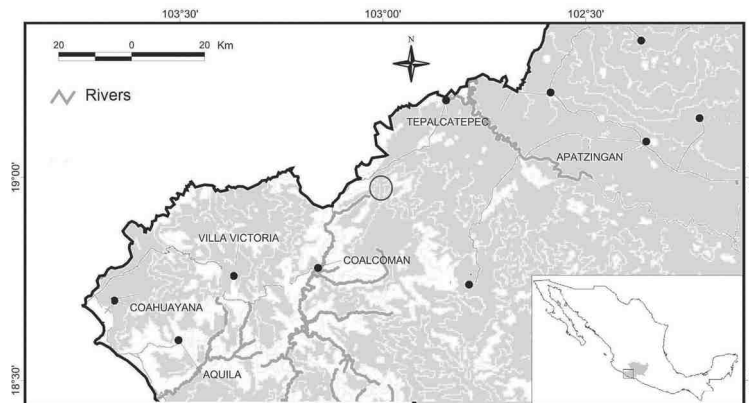 103°30' 103°00' 102°30'
20 0 20 Km
N
Rivers
TEPALCATEPEC
APATZINGAN
19°00'
VILLA VICTORIA
COALCOMAN
COAHUAYANA
AQUILA
18°30'